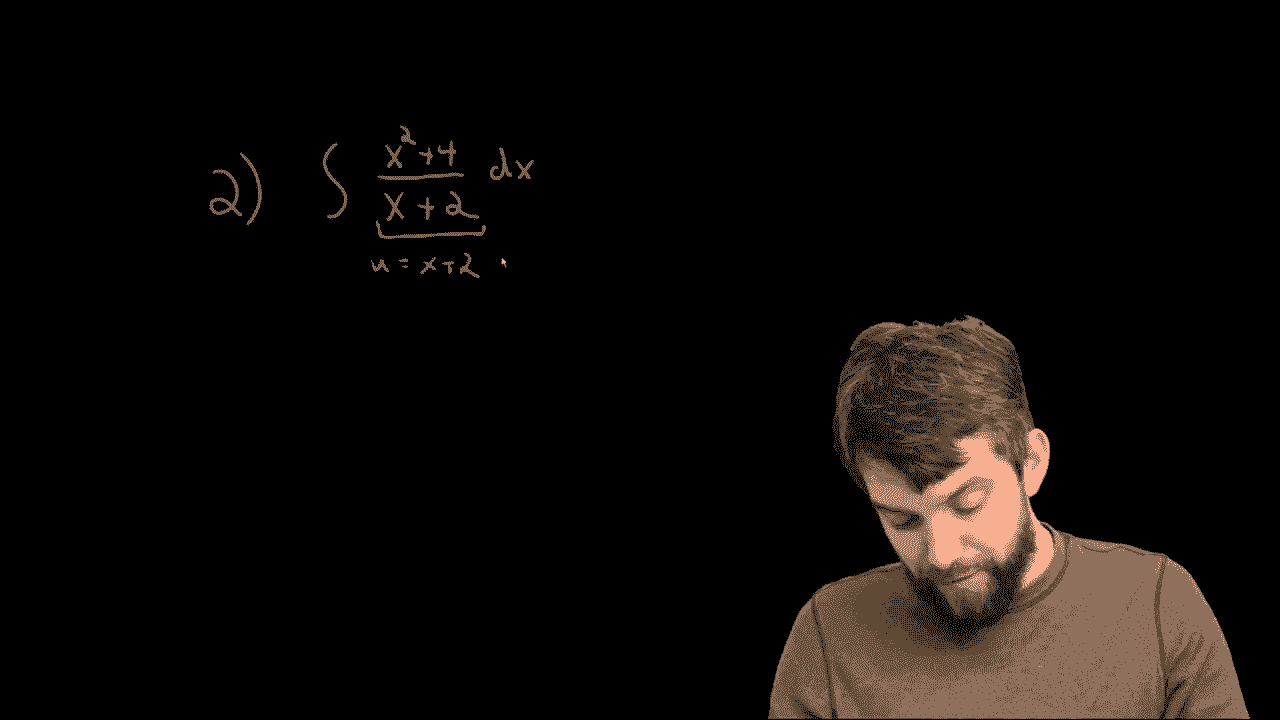 2) ∫ x²+4 / x+2 dx
u = x+2